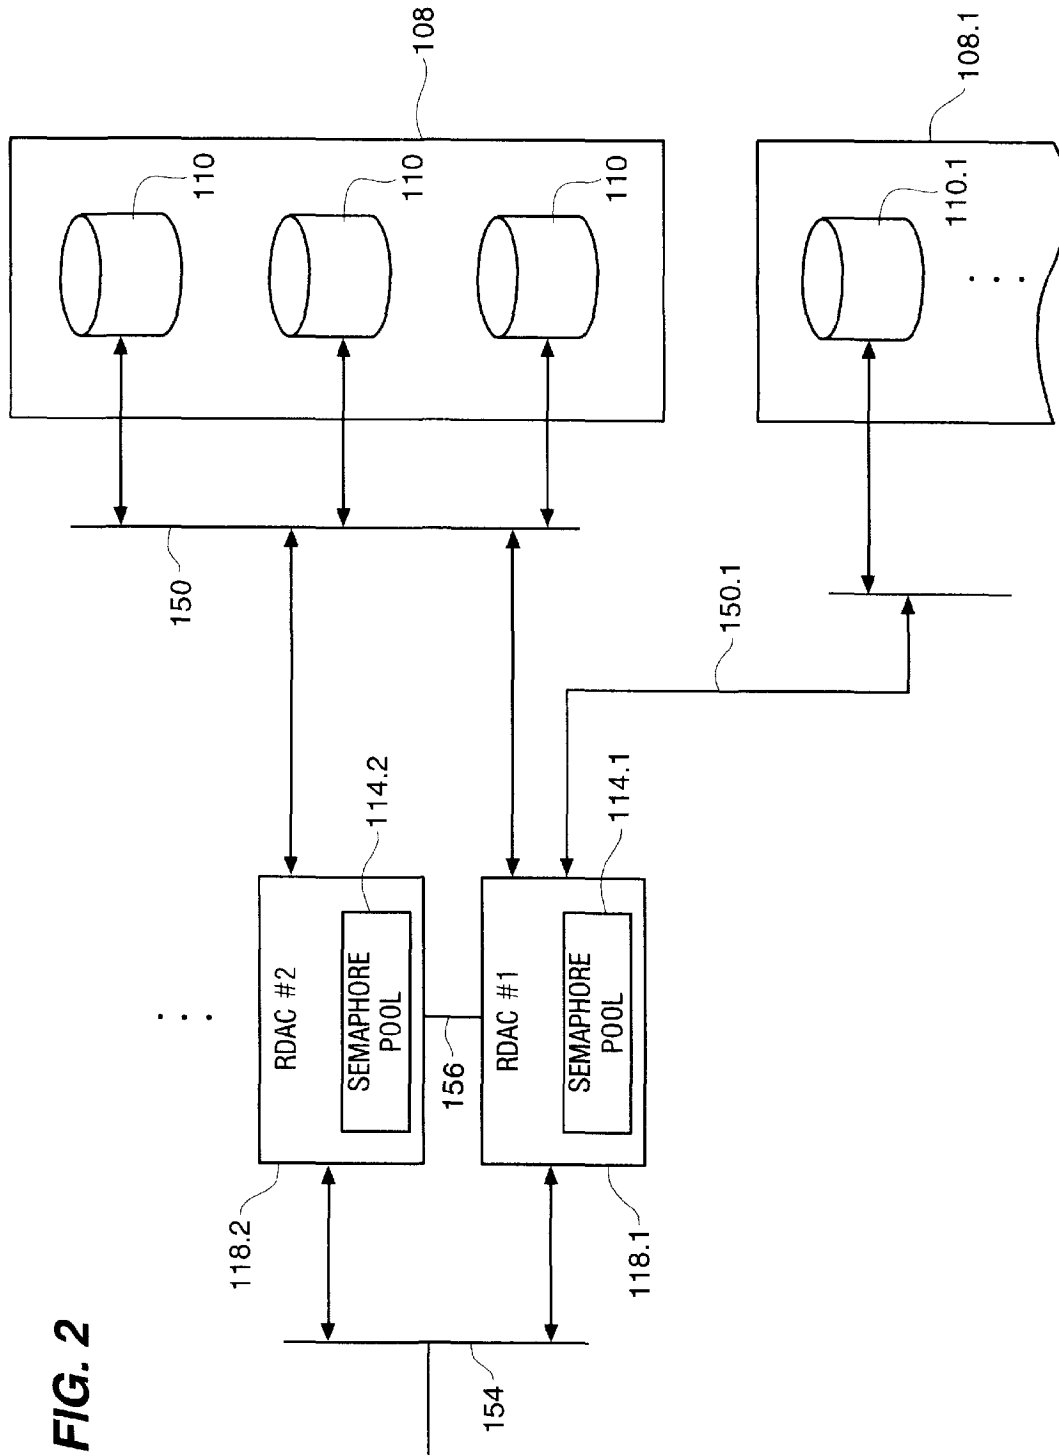 FIG. 2
108
110
110
110
108.1
110.1
. . .
150
150.1
. . .
RDAC #2
SEMAPHORE
POOL
114.2
118.2
156
RDAC #1
SEMAPHORE
POOL
114.1
118.1
154